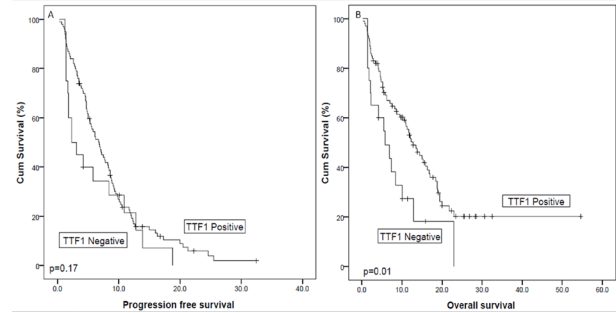 A
Cum Survival (%)
100
80
60
40
20
0
TTF1 Negative
TTF1 Positive
p=0.17
0.0
10.0
20.0
30.0
40.0
Progression free survival
B
Cum Survival (%)
100
80
60
40
20
0
TTF1 Positive
TTF1 Negative
p=0.01
0.0
10.0
20.0
30.0
40.0
50.0
60.0
Overall survival